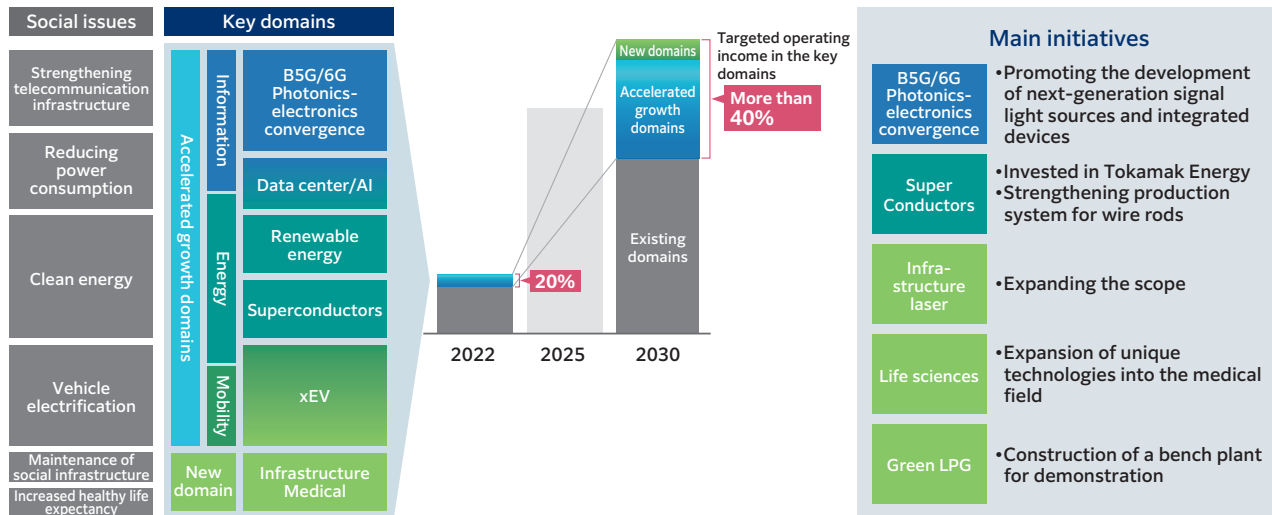 Social issues
Strengthening
telecommunication
infrastructure
Reducing
power
consumption
Clean energy
Vehicle
electrification
Maintenance of
social infrastructure
Increased healthy life
expectancy
Key domains
Accelerated growth domains
Information
Energy
Mobility
B5G/6G
Photonics-
electronics
convergence
Data center/AI
Renewable
energy
Superconductors
xEV
New
domain
Infrastructure
Medical
20%
New domains
Accelerated
growth
domains
Existing
domains
Targeted operating
income in the key
domains
More than
40%
2022
2025
2030
Main initiatives
B5G/6G
Photonics-
electronics
convergence
•Promoting the development
of next-generation signal
light sources and integrated
devices
Super
Conductors
•Invested in Tokamak Energy
•Strengthening production
system for wire rods
Infra-
structure
laser
•Expanding the scope
Life sciences
•Expansion of unique
technologies into the medical
field
Green LPG
•Construction of a bench plant
for demonstration